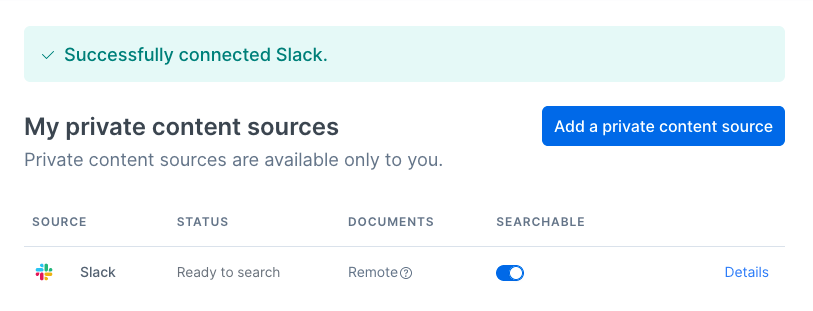 Successfully connected Slack.
My private content sources
Add a private content source
Private content sources are available only to you.
SOURCE STATUS DOCUMENTS SEARCHABLE
Slack Ready to search Remote Details